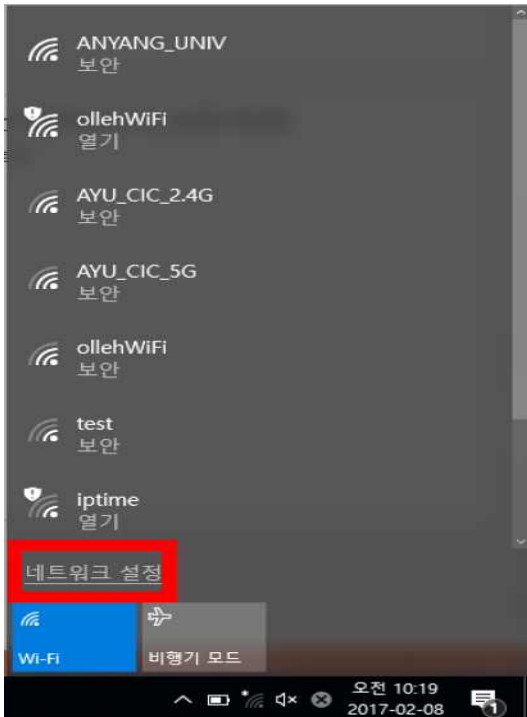 ANYANG_UNIV
보안
ollehWiFi
열기
AYU_CIC_2.4G
보안
AYU_CIC_5G
보안
ollehWiFi
보안
test
보안
iptime
열기
네트워크 설정
Wi-Fi
비행기 모드
오전 10:19
2017-02-08
1